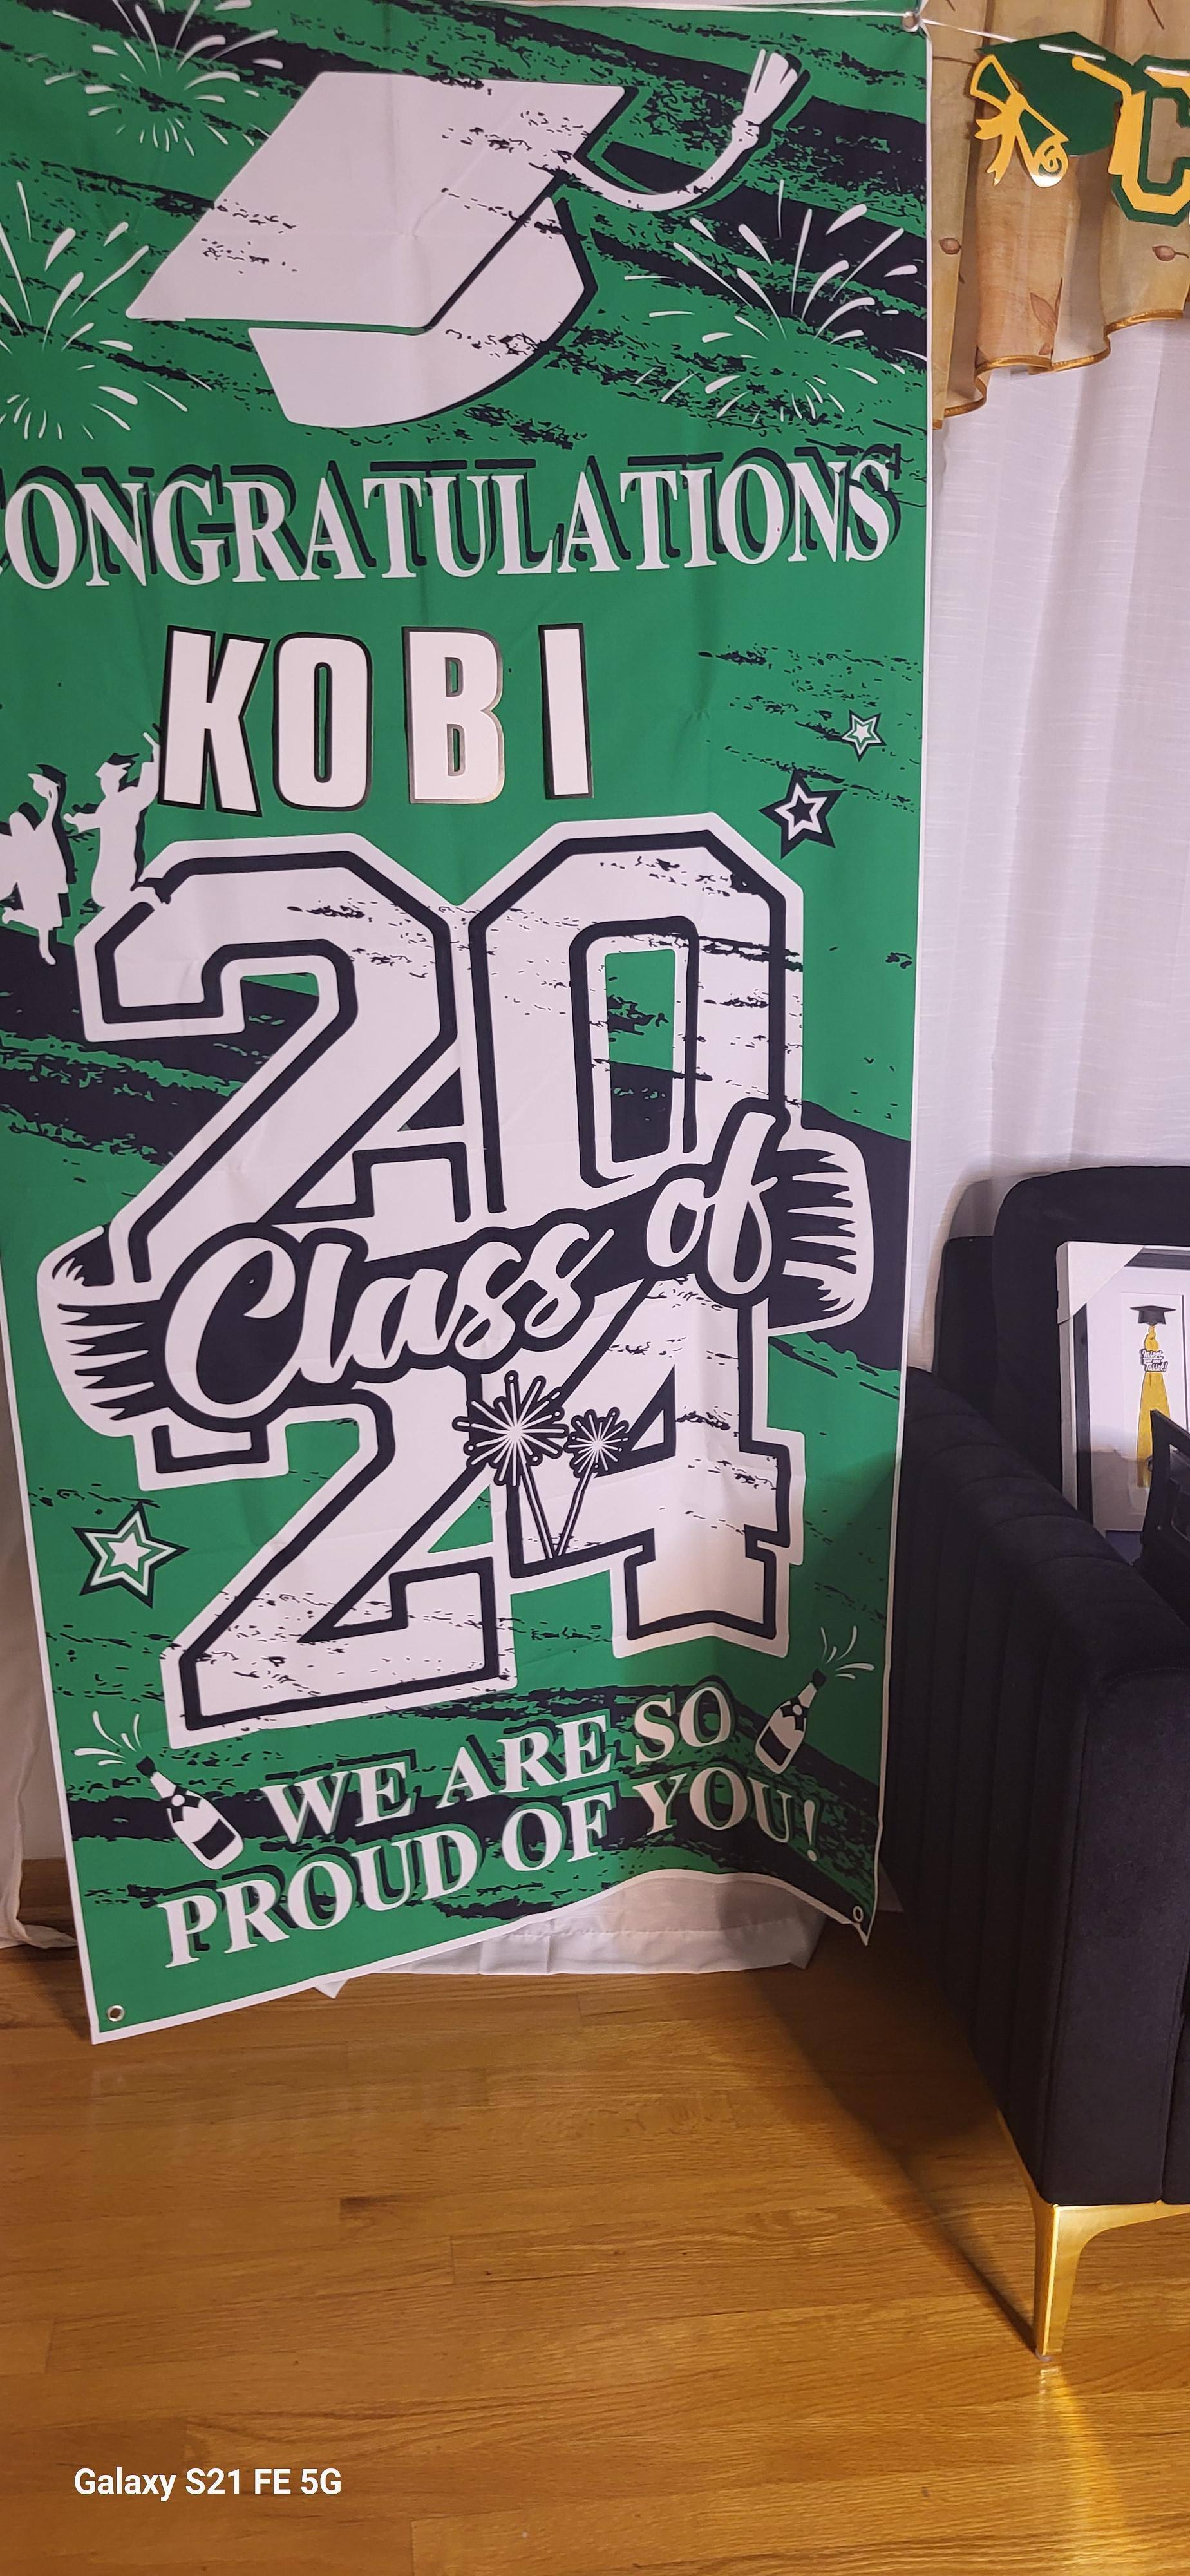 CONGRATULATIONS
C
KOBI
20
Class of
24
WE ARE SO
PROUD OF YOU!
Galaxy S21 FE 5G